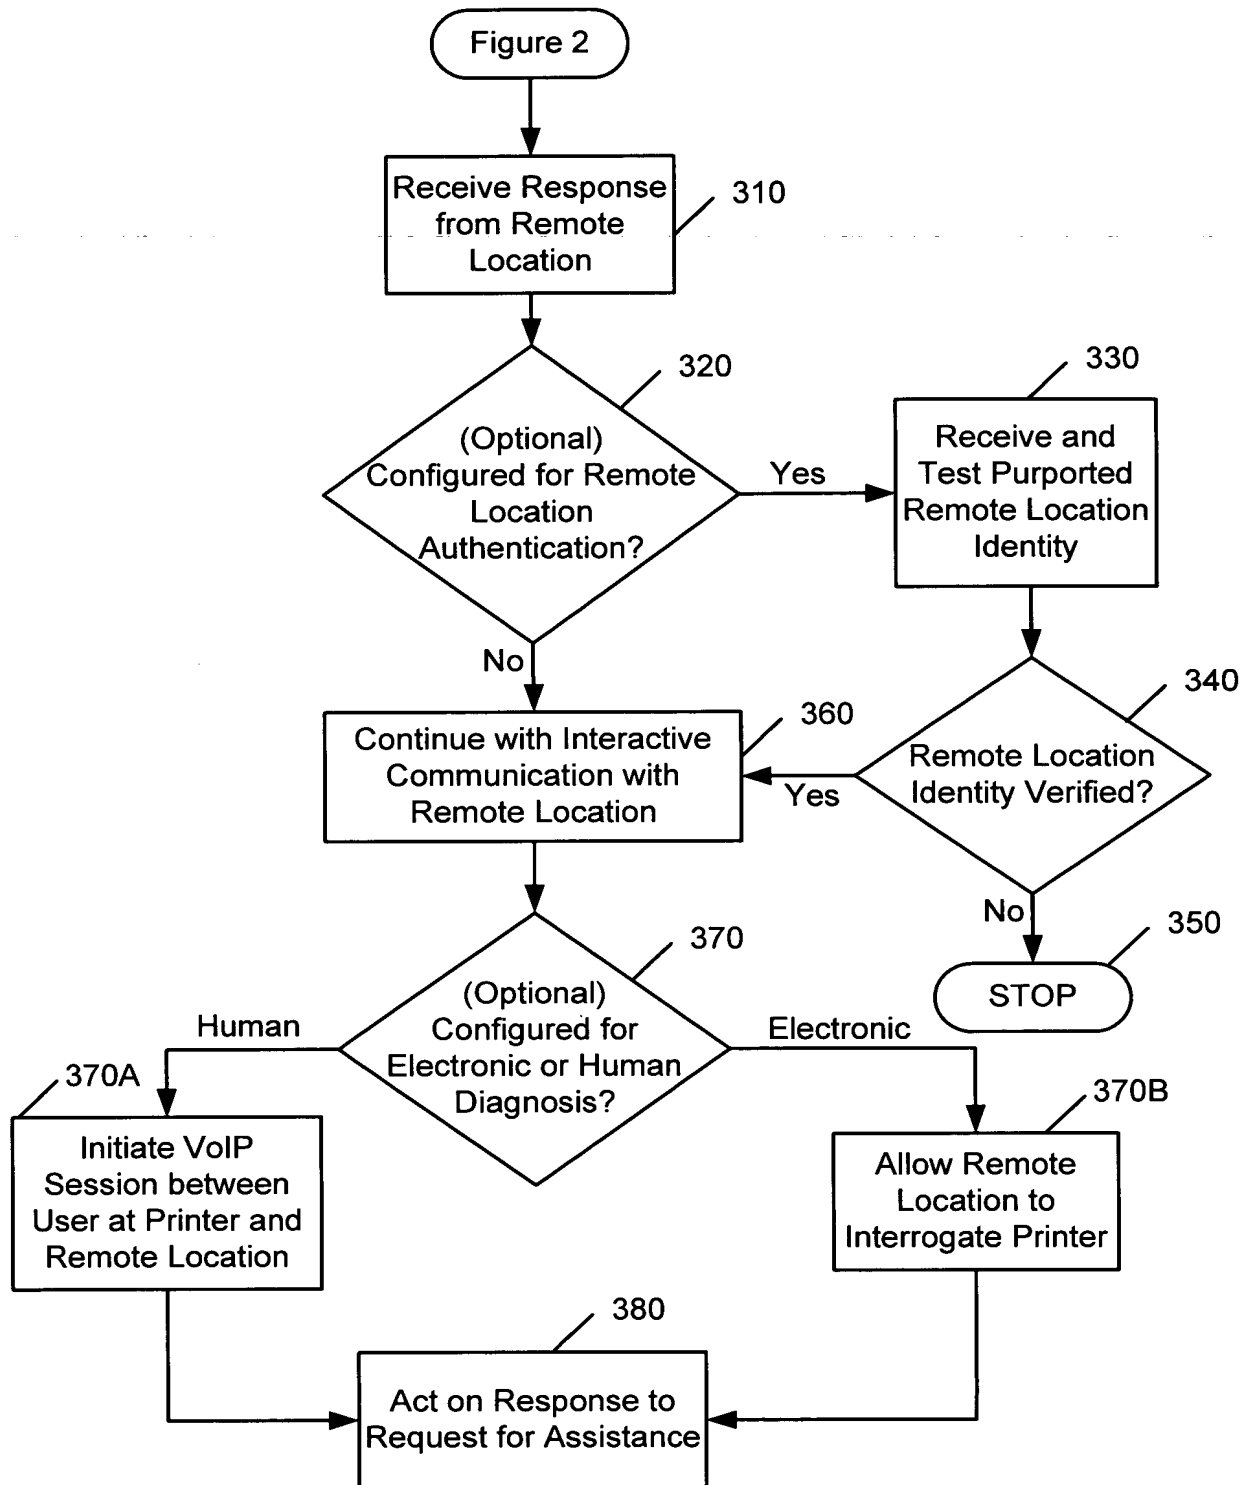 Figure 2
Receive Response
from Remote
Location
310
320
(Optional)
Configured for Remote
Location
Authentication?
Yes
330
Receive and
Test Purported
Remote Location
Identity
No
340
Remote Location
Identity Verified?
Yes
360
Continue with Interactive
Communication with
Remote Location
No
350
STOP
370
(Optional)
Configured for
Electronic or Human
Diagnosis?
Human
Electronic
370A
Initiate VoIP
Session between
User at Printer and
Remote Location
370B
Allow Remote
Location to
Interrogate Printer
380
Act on Response to
Request for Assistance